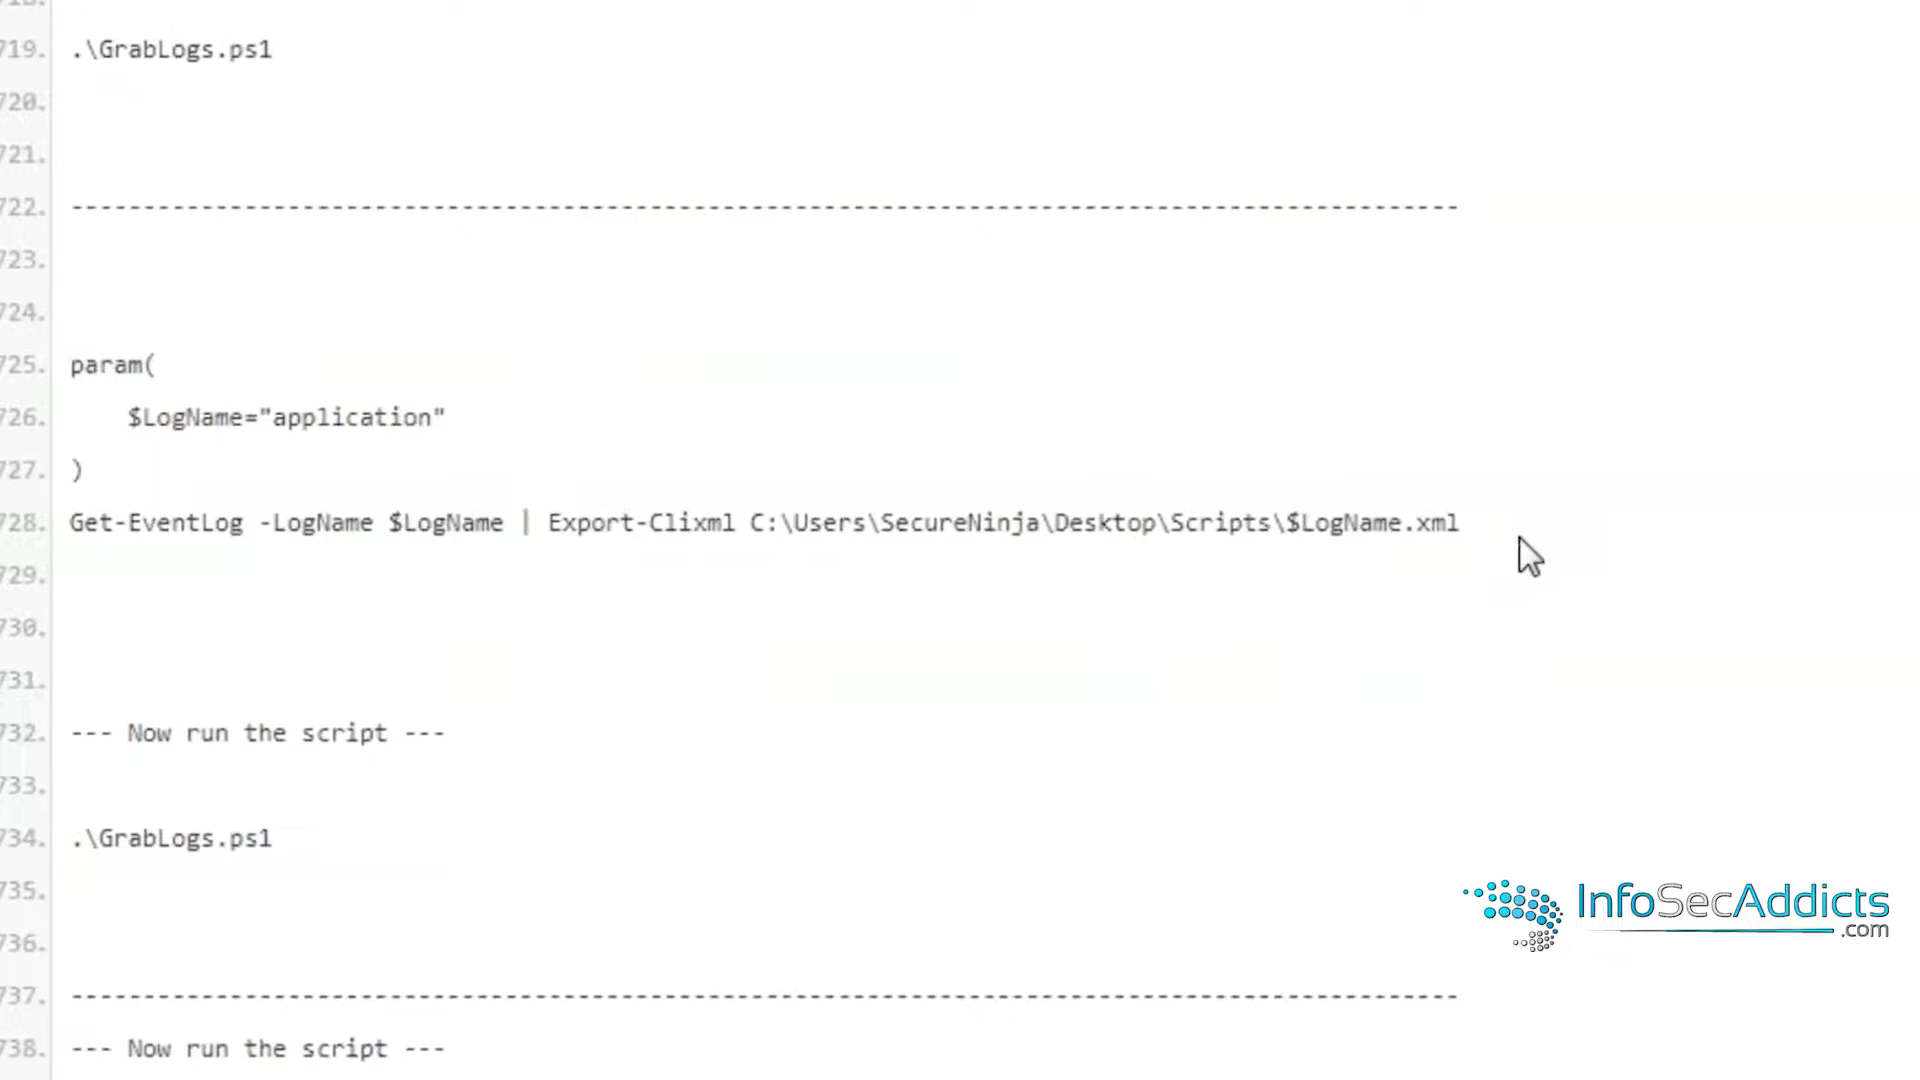 719. .\GrabLogs.ps1
720.
721.
722. ------------------------------------------------------------------------------------------------
723.
724.
725. param(
726.     $LogName="application"
727. )
728. Get-EventLog -LogName $LogName | Export-Clixml C:\Users\SecureNinja\Desktop\Scripts\$LogName.xml
729.
730.
731.
732. --- Now run the script ---
733.
734. .\GrabLogs.ps1
735.
736.
737. ------------------------------------------------------------------------------------------------
738. --- Now run the script ---
InfoSecAddicts
.com